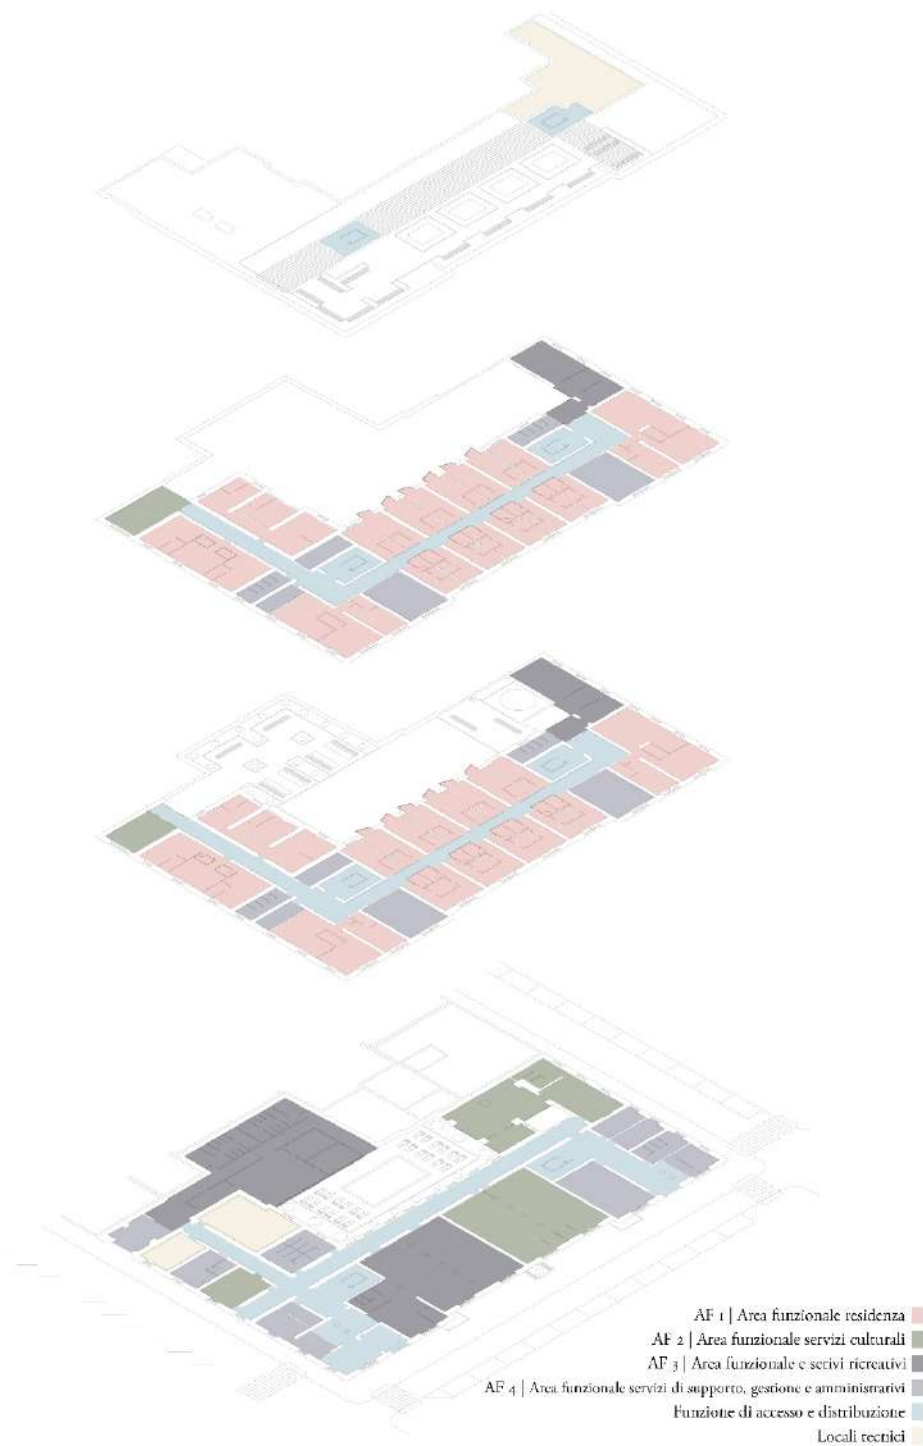 AF 1 | Area funzionale residenza
AF 2 | Area funzionale servizi culturali
AF 3 | Area funzionale e serivi ricreativi
AF 4 | Area funzionale servizi di supporto, gestione e amministrativi
Funzione di accesso e distribuzione
Locali tecnici